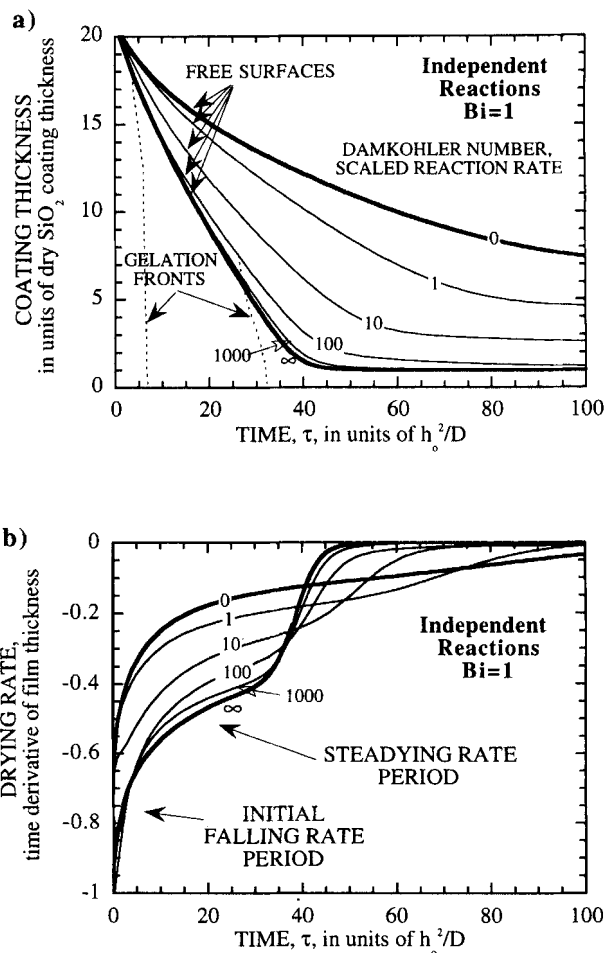 a)
20
15
10
5
0
COATING THICKNESS
in units of dry SiO2 coating thickness
FREE SURFACES
Independent
Reactions
Bi=1
DAMKOHLER NUMBER,
SCALED REACTION RATE
0
1
10
100
1000
∞
GELATION
FRONTS
0 20 40 60 80 100
TIME, τ, in units of ho²/D
b)
0
-0.2
-0.4
-0.6
-0.8
-1
DRYING RATE,
time derivative of film thickness
0
1
10
100
1000
∞
Independent
Reactions
Bi=1
STEADYING RATE
PERIOD
INITIAL
FALLING RATE
PERIOD
0 20 40 60 80 100
TIME, τ, in units of ho²/D